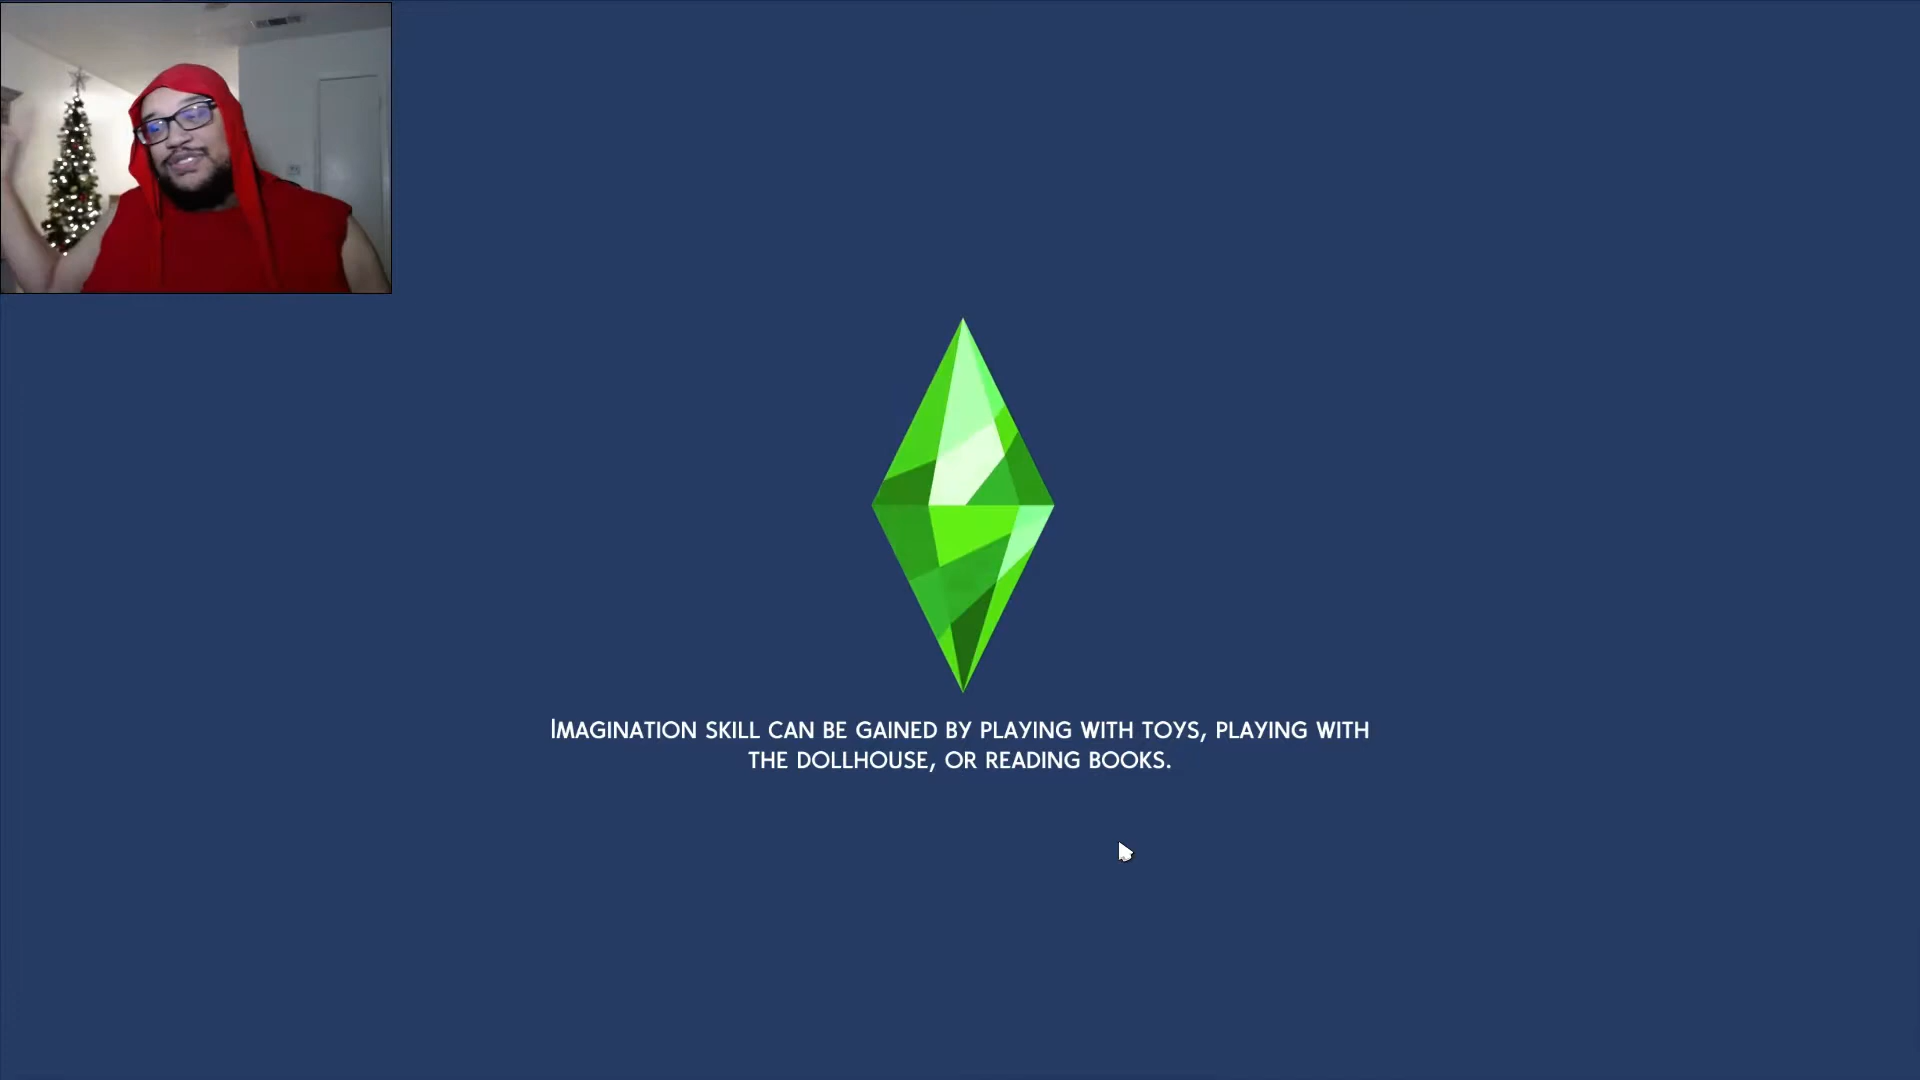 Imagination skill can be gained by playing with toys, playing with
the dollhouse, or reading books.